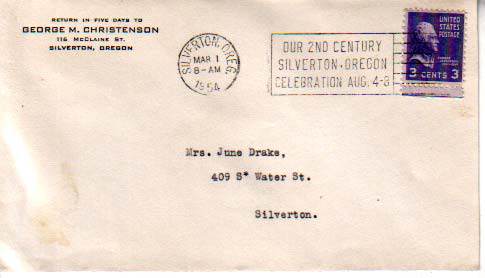 RETURN IN FIVE DAYS TO
GEORGE M. CHRISTENSON
116 McCLAINE ST.
SILVERTON, OREGON
SILVERTON, OREG.
MAR 1
8-AM
1954
OUR 2ND CENTURY
SILVERTON, OREGON
CELEBRATION AUG. 4-8
UNITED
STATES
POSTAGE
3 CENTS 3
Mrs. June Drake,
409 S* Water St.
Silverton.